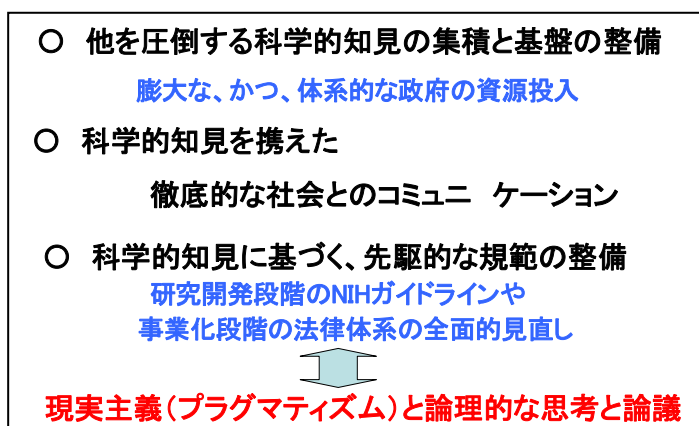 ○ 他を圧倒する科学的知見の集積と基盤の整備
膨大な、かつ、体系的な政府の資源投入
○ 科学的知見を携えた
徹底的な社会とのコミュニ ケーション
○ 科学的知見に基づく、先駆的な規範の整備
研究開発段階のNIHガイドラインや
事業化段階の法律体系の全面的見直し
現実主義(プラグマティズム)と論理的な思考と論議